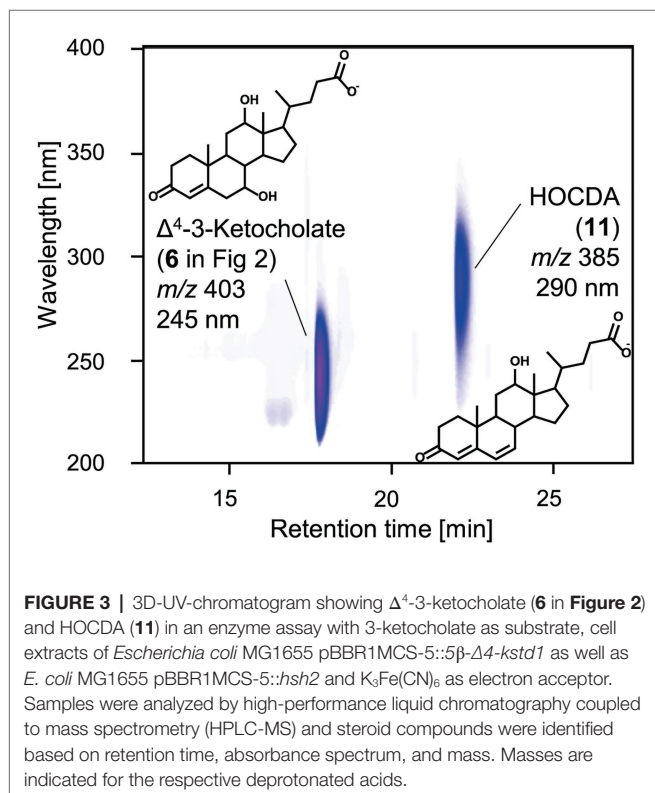 400
350
300
250
200
Wavelength [nm]
15
20
25
Retention time [min]
O
O⁻
OH
O
OH
Δ⁴-3-Ketocholate
(6 in Fig 2)
m/z 403
245 nm
HOCDA
(11)
m/z 385
290 nm
O
O⁻
OH
O
FIGURE 3 | 3D-UV-chromatogram showing Δ⁴-3-ketocholate (6 in Figure 2)
and HOCDA (11) in an enzyme assay with 3-ketocholate as substrate, cell
extracts of Escherichia coli MG1655 pBBR1MCS-5::5β-Δ4-kstd1 as well as
E. coli MG1655 pBBR1MCS-5::hsh2 and K₃Fe(CN)₆ as electron acceptor.
Samples were analyzed by high-performance liquid chromatography coupled
to mass spectrometry (HPLC-MS) and steroid compounds were identified
based on retention time, absorbance spectrum, and mass. Masses are
indicated for the respective deprotonated acids.